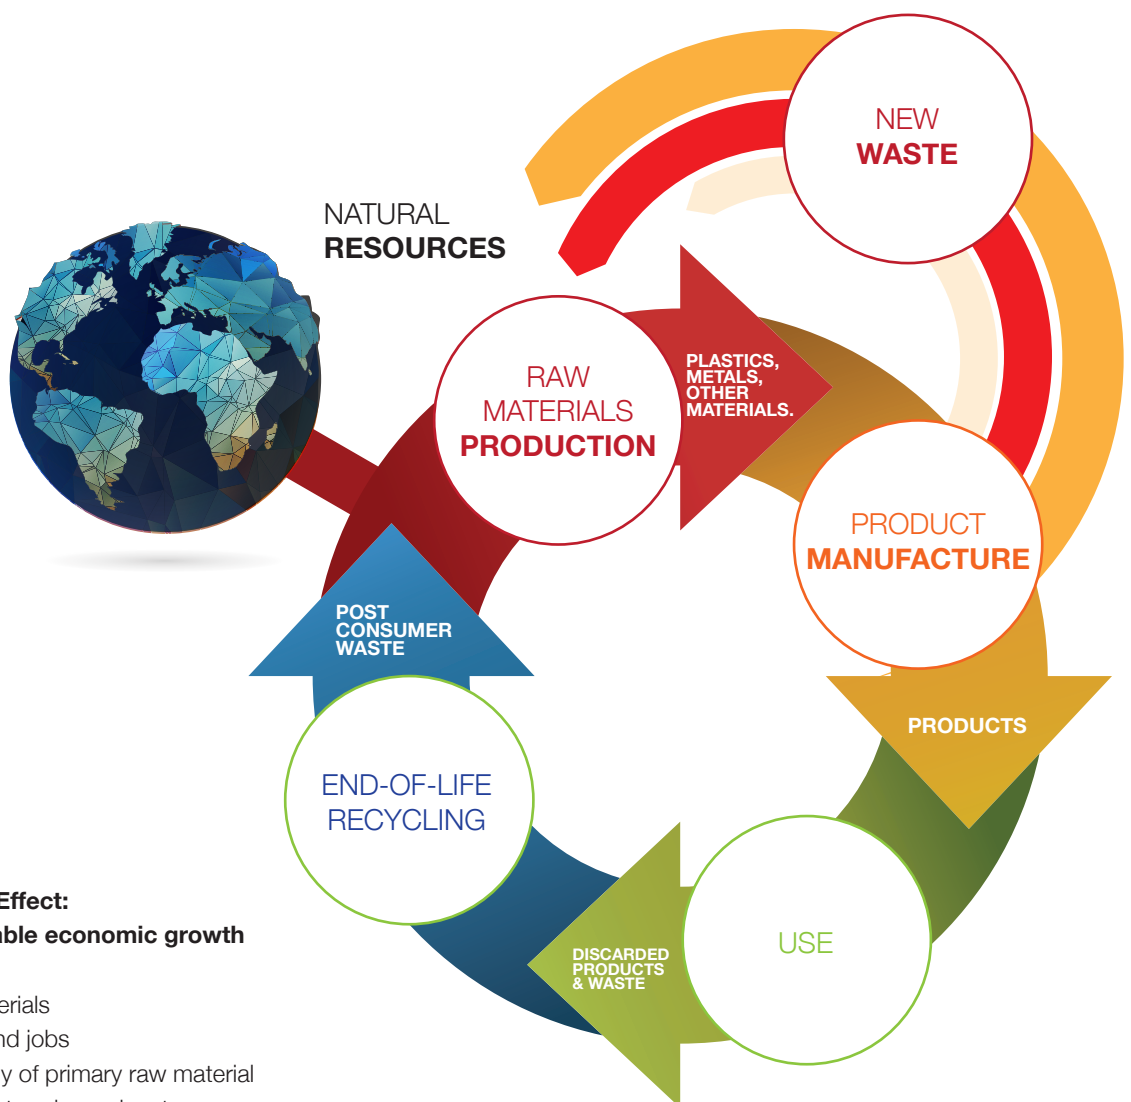 NEW
WASTE
NATURAL
RESOURCES
RAW
MATERIALS
PRODUCTION
PLASTICS,
METALS,
OTHER
MATERIALS.
PRODUCT
MANUFACTURE
POST
CONSUMER
WASTE
PRODUCTS
END-OF-LIFE
RECYCLING
USE
DISCARDED
PRODUCTS
& WASTE
Effect:
able economic growth
erials
nd jobs
y of primary raw material